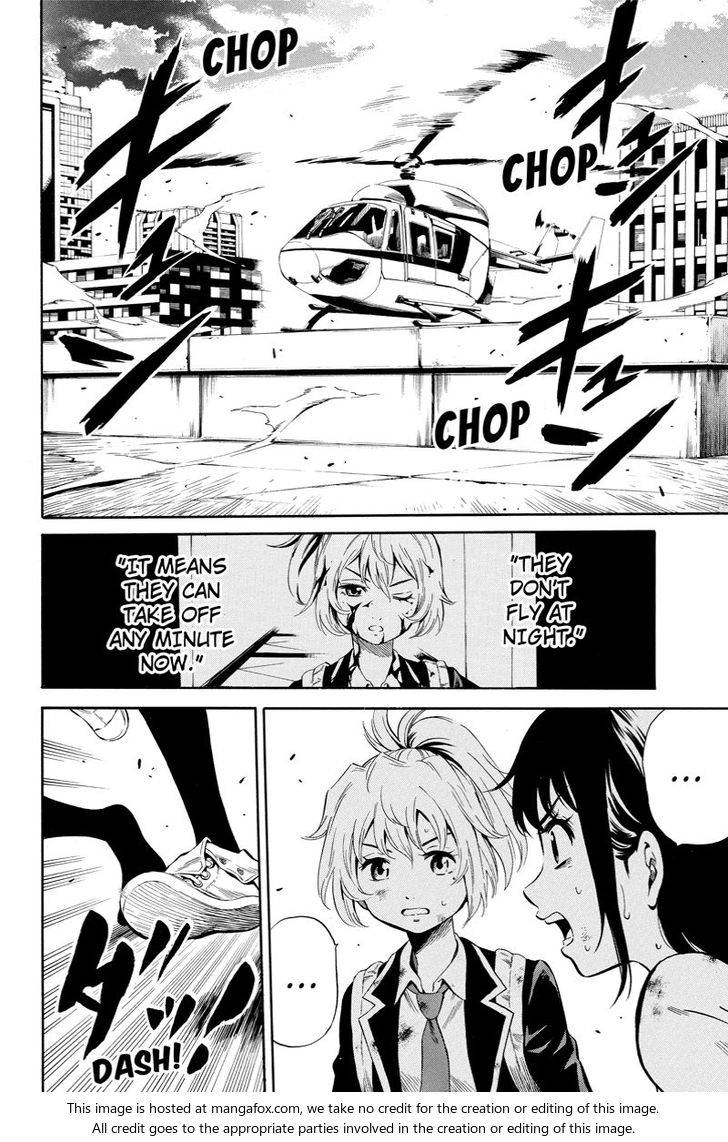 CHOP
CHOP
CHOP
"THEY
DON'T
FLY AT
NIGHT."
"IT MEANS
THEY CAN
TAKE OFF
ANY MINUTE
NOW."
...
...
ダッ
DASH!
This image is hosted at mangafox.com, we take no credit for the creation or editing of this image.
All credit goes to the appropriate parties involved in the creation or editing of this image.